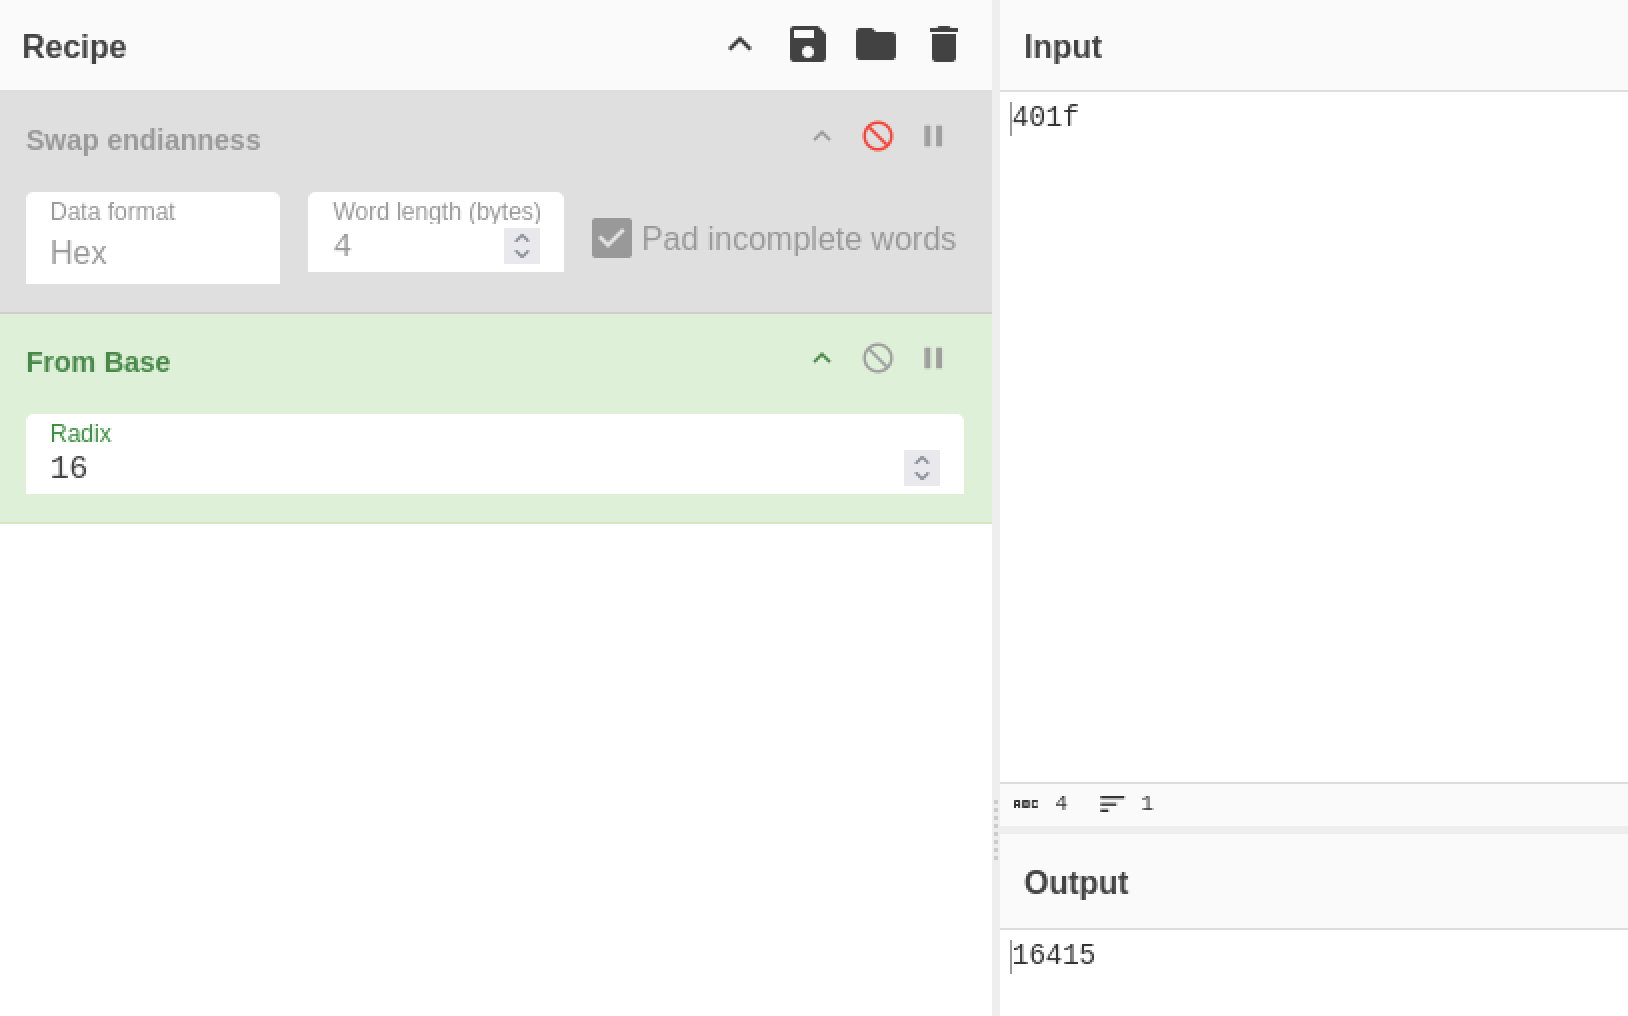 Recipe
Swap endianness
Data format
Hex
Word length (bytes)
4
Pad incomplete words
From Base
Radix
16
Input
401f
ABC 4 1
Output
16415